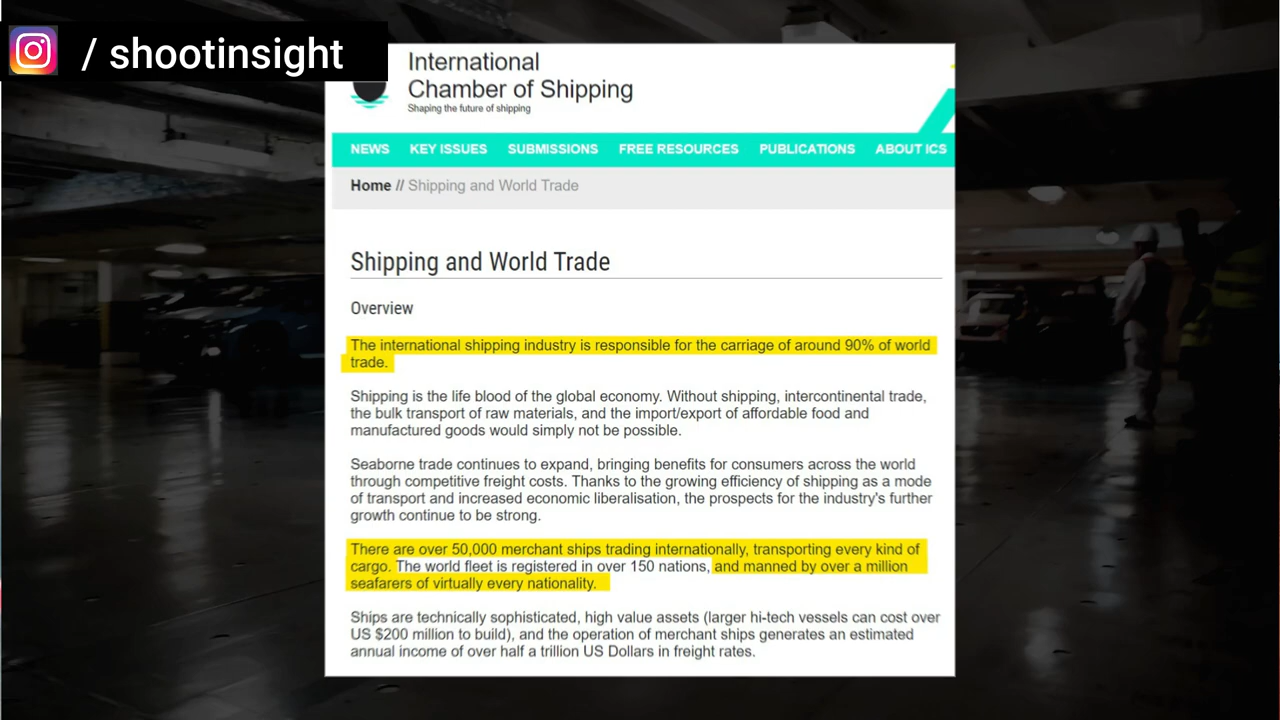 / shootinsight
International
Chamber of Shipping
Shaping the future of shipping
NEWS KEY ISSUES SUBMISSIONS FREE RESOURCES PUBLICATIONS ABOUT ICS
Home // Shipping and World Trade
Shipping and World Trade
Overview
The international shipping industry is responsible for the carriage of around 90% of world
trade.
Shipping is the life blood of the global economy. Without shipping, intercontinental trade,
the bulk transport of raw materials, and the import/export of affordable food and
manufactured goods would simply not be possible.
Seaborne trade continues to expand, bringing benefits for consumers across the world
through competitive freight costs. Thanks to the growing efficiency of shipping as a mode
of transport and increased economic liberalisation, the prospects for the industry's further
growth continue to be strong.
There are over 50,000 merchant ships trading internationally, transporting every kind of
cargo. The world fleet is registered in over 150 nations, and manned by over a million
seafarers of virtually every nationality.
Ships are technically sophisticated, high value assets (larger hi-tech vessels can cost over
US $200 million to build), and the operation of merchant ships generates an estimated
annual income of over half a trillion US Dollars in freight rates.